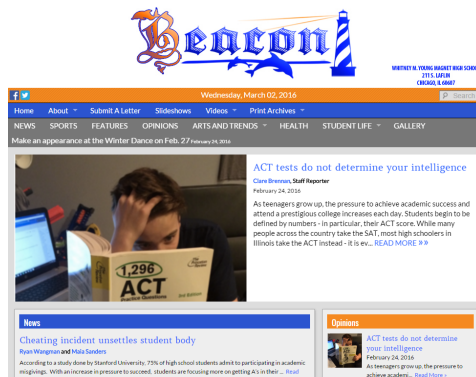 Beacon
WHITNEY M. YOUNG MAGNET HIGH SCHOOL
211 S. LAFLIN
CHICAGO, IL 60607
Wednesday, March 02, 2016
Search
Home About Submit A Letter Slideshows Videos Print Archives
NEWS SPORTS FEATURES OPINIONS ARTS AND TRENDS HEALTH STUDENT LIFE GALLERY
Make an appearance at the Winter Dance on Feb. 27 February 24, 2016
1,296
ACT
Practice Questions
ACT tests do not determine your intelligence
Clare Brennan, Staff Reporter
February 24, 2016
As teenagers grow up, the pressure to achieve academic success and
attend a prestigious college increases each day. Students begin to be
defined by numbers - in particular, their ACT score. While many
people across the country take the SAT, most high schoolers in
Illinois take the ACT instead - it is ev... READ MORE »»
News
Cheating incident unsettles student body
Ryan Wangman and Maia Sanders
According to a study done by Stanford University, 75% of high school students admit to participating in academic
misgivings. With an increase in pressure to succeed, students are focusing more on getting A's in their ... Read
Opinions
ACT tests do not determine
your intelligence
February 24, 2016
As teenagers grow up, the pressure to
achieve academi... Read More »